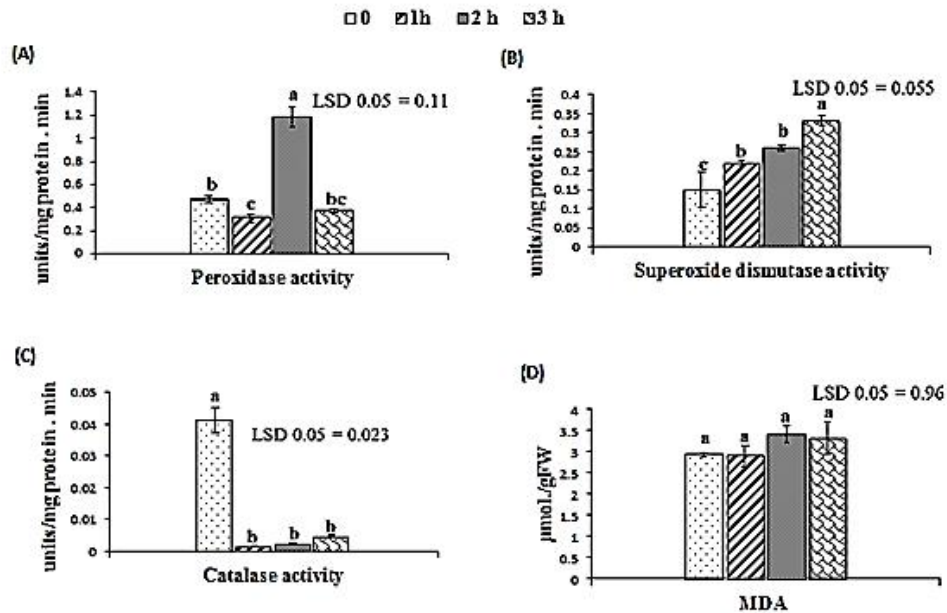 0 1h 2 h 3 h
(A)
LSD 0.05 = 0.11
units/mg protein . min
1.4
1.2
1
0.8
0.6
0.4
0.2
0
b
c
a
bc
Peroxidase activity
(B)
LSD 0.05 = 0.055
units/mg protein . min
0.4
0.35
0.3
0.25
0.2
0.15
0.1
0.05
0
c
b
b
a
Superoxide dismutase activity
(C)
LSD 0.05 = 0.023
units/mg protein . min
0.05
0.04
0.03
0.02
0.01
0
a
b
b
b
Catalase activity
(D)
LSD 0.05 = 0.96
µmol./gFW
4
3.5
3
2.5
2
1.5
1
0.5
0
a
a
a
a
MDA